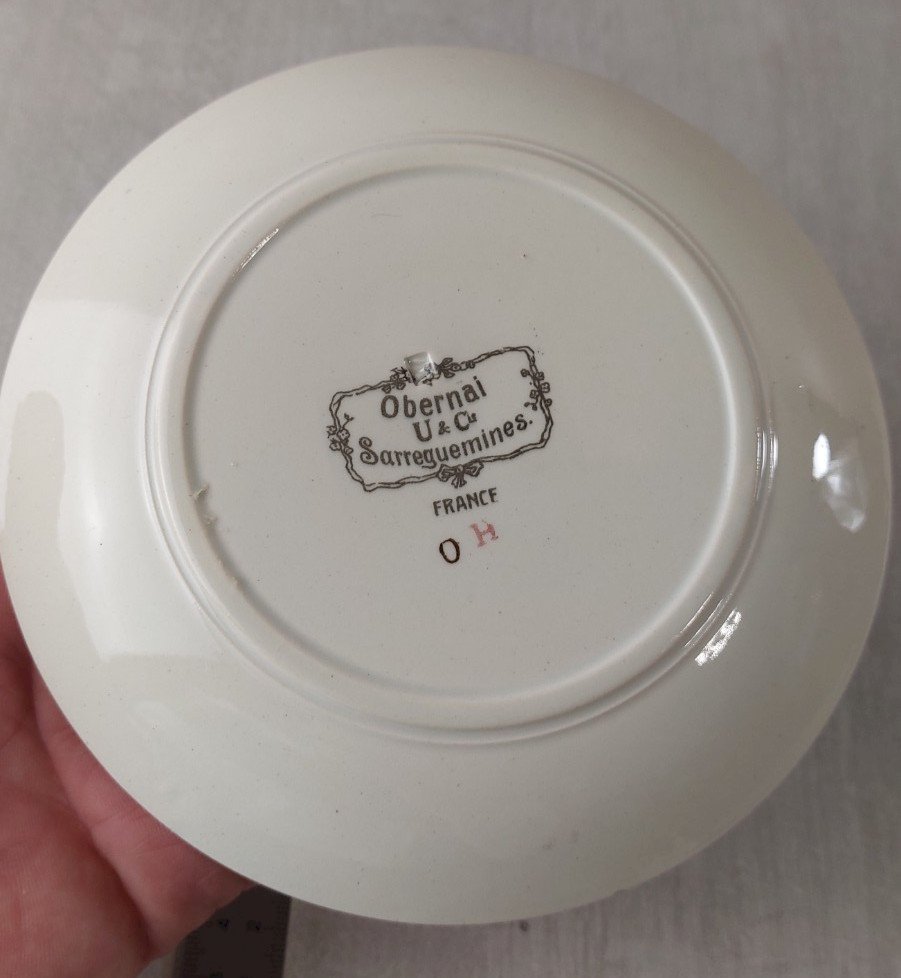 Obernai
U & Cie
Sarreguemines.
FRANCE
O H